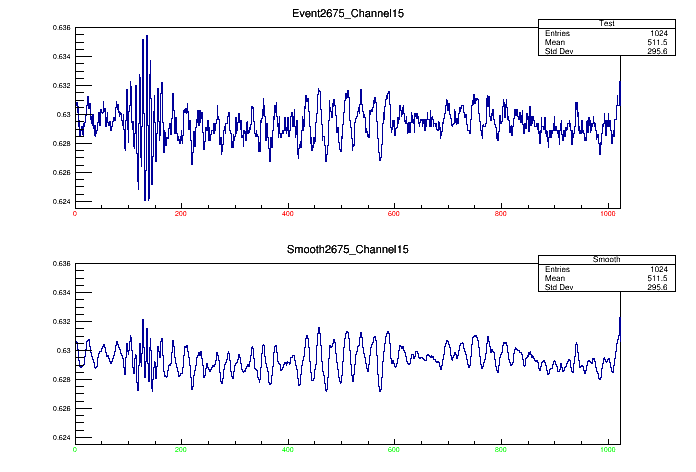 Event2675_Channel15
Test
Entries 1024
Mean 511.5
Std Dev 295.6
0.636
0.634
0.632
0.63
0.628
0.626
0.624
0 200 400 600 800 1000
Smooth2675_Channel15
Smooth
Entries 1024
Mean 511.5
Std Dev 295.6
0.636
0.634
0.632
0.63
0.628
0.626
0.624
0 200 400 600 800 1000